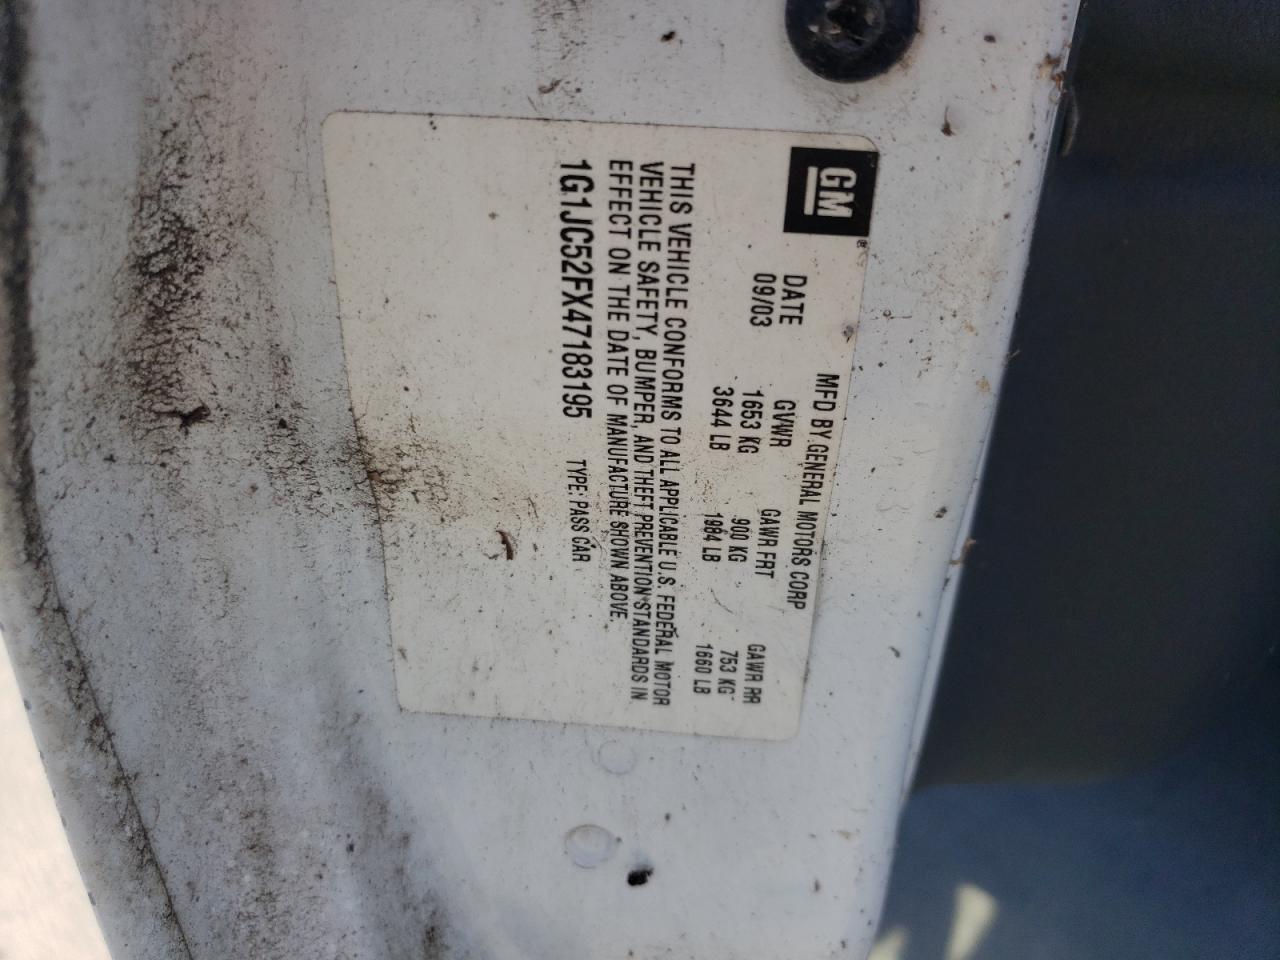 GM®
MFD BY GENERAL MOTORS CORP
DATE GVWR GAWR FRT GAWR RR
09/03 1653 KG 900 KG 753 KG
3644 LB 1984 LB 1660 LB
THIS VEHICLE CONFORMS TO ALL APPLICABLE U.S. FEDERAL MOTOR
VEHICLE SAFETY, BUMPER, AND THEFT PREVENTION STANDARDS IN
EFFECT ON THE DATE OF MANUFACTURE SHOWN ABOVE.
1G1JC52FX47183195 TYPE: PASS CAR